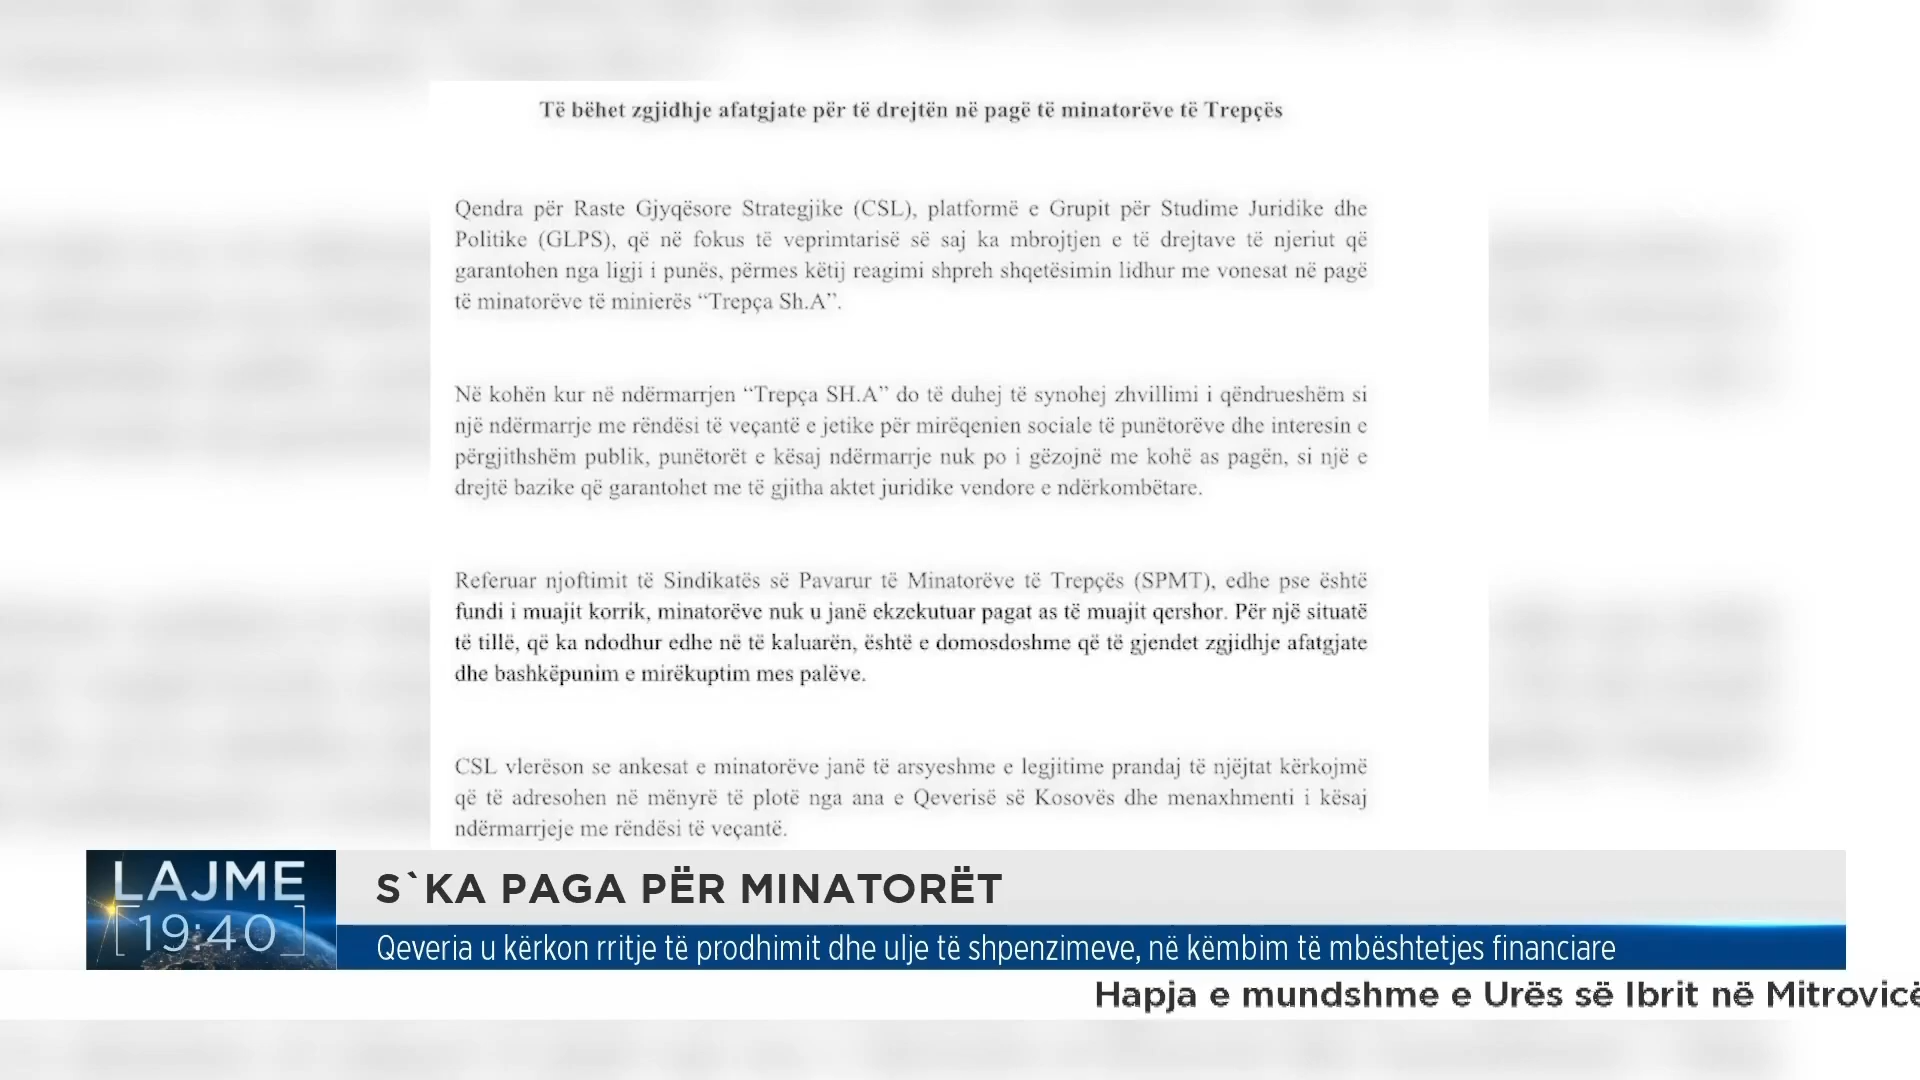 Të bëhet zgjidhje afatgjate për të drejtën në pagë të minatorëve të Trepçës
Qendra për Raste Gjyqësore Strategjike (CSL), platformë e Grupit për Studime Juridike dhe
Politike (GLPS), që në fokus të veprimtarisë së saj ka mbrojtjen e të drejtave të njeriut që
garantohen nga ligji i punës, përmes këtij reagimi shpreh shqetësimin lidhur me vonesat në pagë
të minatorëve të minierës “Trepça Sh.A”.
Në kohën kur në ndërmarrjen “Trepça SH.A” do të duhej të synohej zhvillimi i qëndrueshëm si
një ndërmarrje me rëndësi të veçantë e jetike për mirëqenien sociale të punëtorëve dhe interesin e
përgjithshëm publik, punëtorët e kësaj ndërmarrje nuk po i gëzojnë me kohë as pagën, si një e
drejtë bazike që garantohet me të gjitha aktet juridike vendore e ndërkombëtare.
Referuar njoftimit të Sindikatës së Pavarur të Minatorëve të Trepçës (SPMT), edhe pse është
fundi i muajit korrik, minatorëve nuk u janë ekzekutuar pagat as të muajit qershor. Për një situatë
të tillë, që ka ndodhur edhe në të kaluarën, është e domosdoshme që të gjendet zgjidhje afatgjate
dhe bashkëpunim e mirëkuptim mes palëve.
CSL vlerëson se ankesat e minatorëve janë të arsyeshme e legjitime prandaj të njëjtat kërkojmë
që të adresohen në mënyrë të plotë nga ana e Qeverisë së Kosovës dhe menaxhmenti i kësaj
ndërmarrjeje me rëndësi të veçantë.
LAJME
19:40
S`KA PAGA PËR MINATORËT
Qeveria u kërkon rritje të prodhimit dhe ulje të shpenzimeve, në këmbim të mbështetjes financiare
Hapja e mundshme e Urës së Ibrit në Mitrovicë